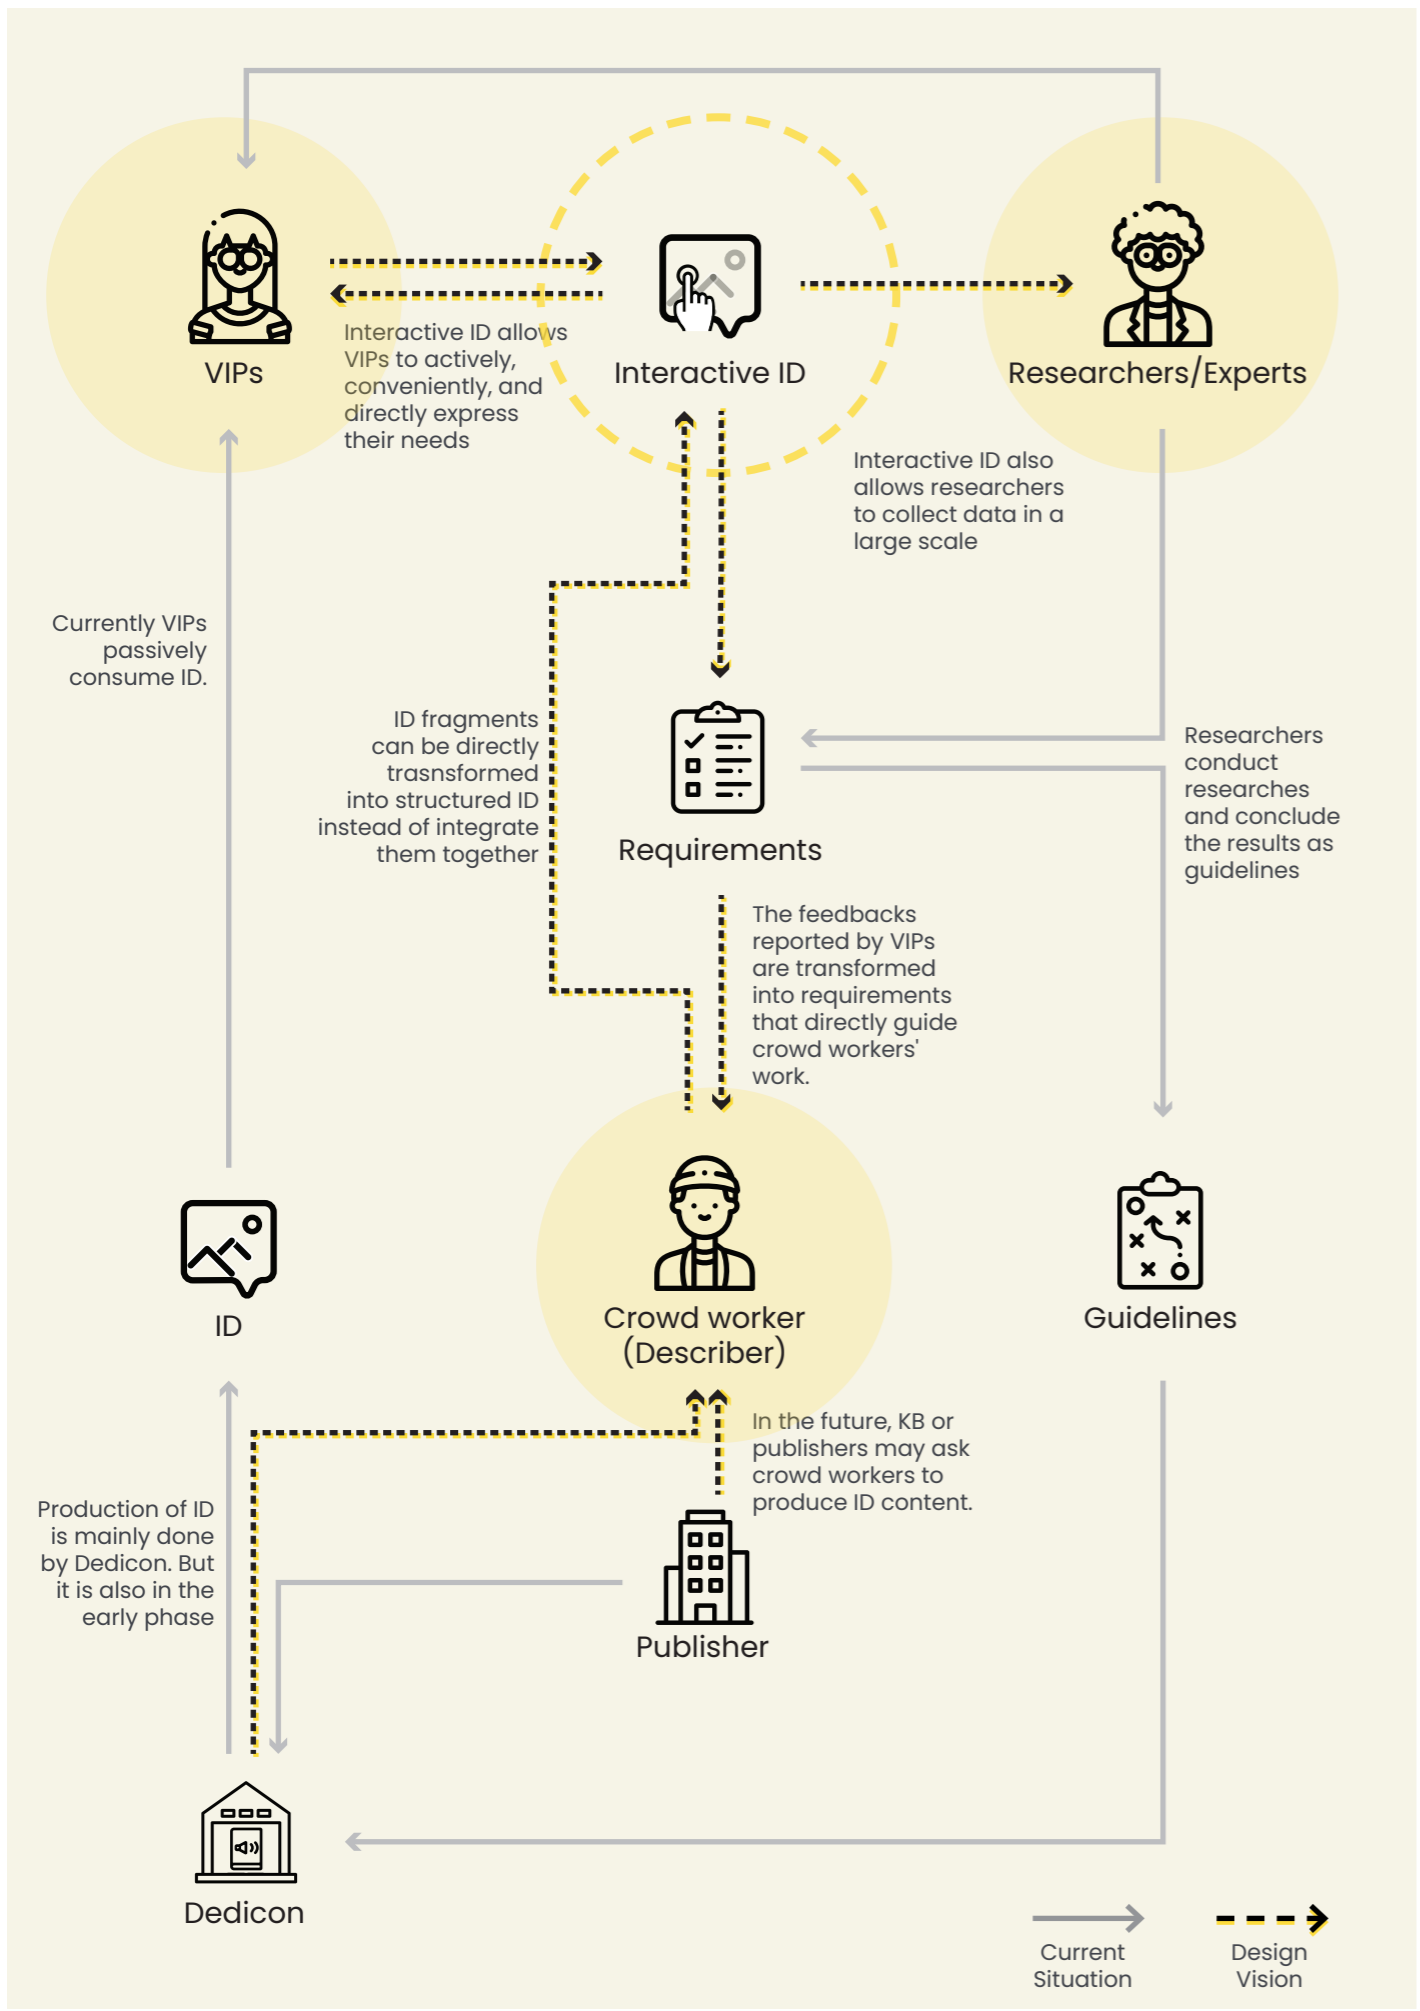 VIPs
Interactive ID
Researchers/Experts
Interactive ID allows
VIPs to actively,
conveniently, and
directly express
their needs
Interactive ID also
allows researchers
to collect data in a
large scale
Currently VIPs
passively
consume ID.
ID fragments
can be directly
trasnsformed
into structured ID
instead of integrate
them together
Requirements
Researchers
conduct
researches
and conclude
the results as
guidelines
The feedbacks
reported by VIPs
are transformed
into requirements
that directly guide
crowd workers'
work.
ID
Crowd worker
(Describer)
Guidelines
In the future, KB or
publishers may ask
crowd workers to
produce ID content.
Production of ID
is mainly done
by Dedicon. But
it is also in the
early phase
Publisher
Dedicon
Current
Situation
Design
Vision